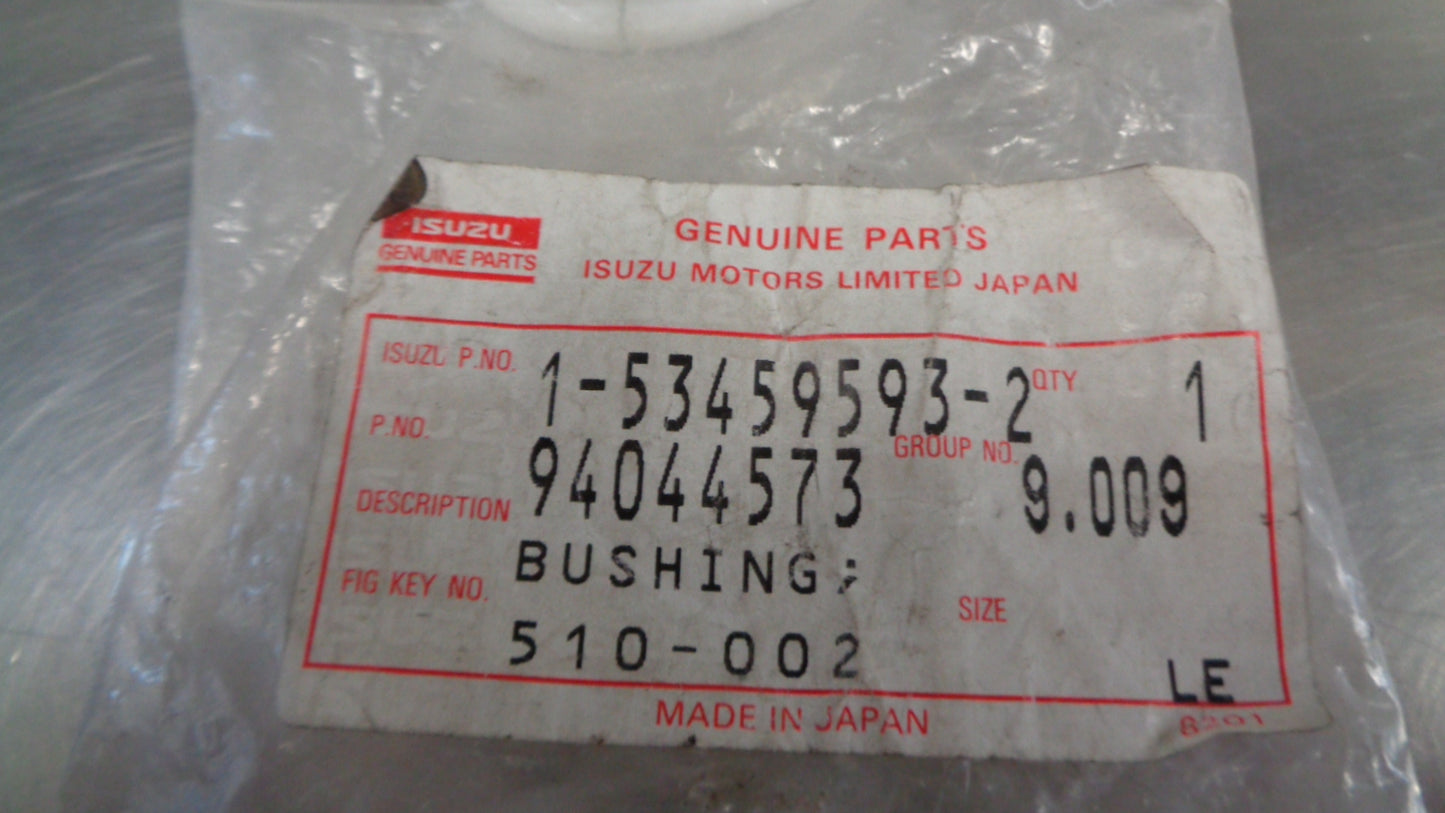 ISUZU
GENUINE PARTS
GENUINE PARTS
ISUZU MOTORS LIMITED JAPAN
ISUZU P.NO. 1-53459593-2 QTY 1
P.NO. 94044573 GROUP NO. 9.009
DESCRIPTION BUSHING;
FIG KEY NO. 510-002 SIZE LE
MADE IN JAPAN 8201